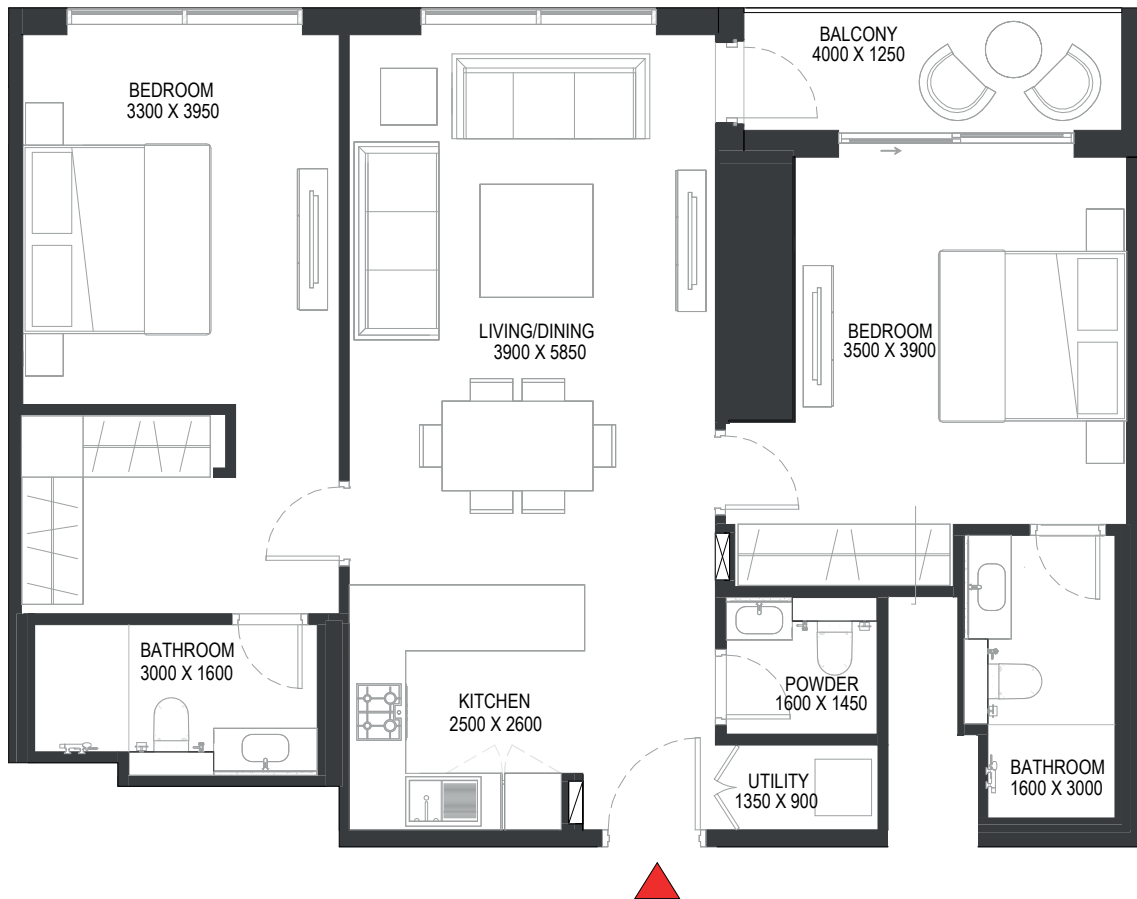 BALCONY
4000 X 1250
BEDROOM
3300 X 3950
LIVING/DINING
3900 X 5850
BEDROOM
3500 X 3900
BATHROOM
3000 X 1600
KITCHEN
2500 X 2600
POWDER
1600 X 1450
UTILITY
1350 X 900
BATHROOM
1600 X 3000